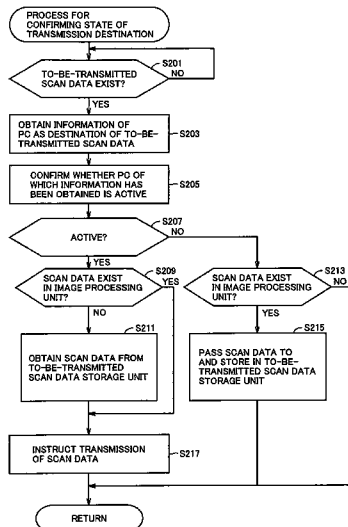 PROCESS FOR
CONFIRMING STATE OF
TRANSMISSION DESTINATION
S201
TO-BE-TRANSMITTED
SCAN DATA EXIST?
NO
YES
OBTAIN INFORMATION OF
PC AS DESTINATION OF TO-BE-
TRANSMITTED SCAN DATA
S203
CONFIRM WHETHER PC OF
WHICH INFORMATION HAS
BEEN OBTAINED IS ACTIVE
S205
S207
ACTIVE?
NO
YES
S209
SCAN DATA EXIST
IN IMAGE PROCESSING
UNIT?
YES
NO
S213
SCAN DATA EXIST
IN IMAGE PROCESSING
UNIT?
NO
YES
S211
OBTAIN SCAN DATA FROM
TO-BE-TRANSMITTED
SCAN DATA STORAGE UNIT
S215
PASS SCAN DATA TO
AND STORE IN TO-BE-
TRANSMITTED SCAN DATA
STORAGE UNIT
INSTRUCT TRANSMISSION
OF SCAN DATA
S217
RETURN